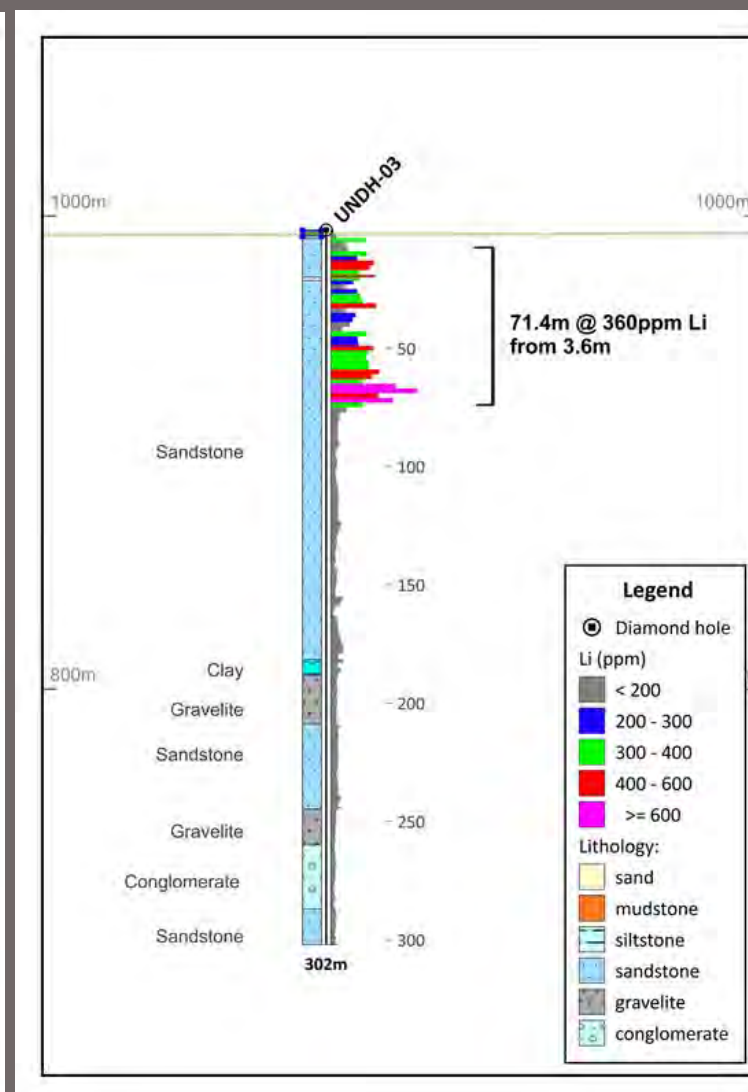 UNDH-03
1000m
1000m
71.4m @ 360ppm Li
from 3.6m
- 50
Sandstone
- 100
- 150
Clay
800m
Gravelite
- 200
Sandstone
Gravelite
- 250
Conglomerate
Sandstone
- 300
302m
Legend
Diamond hole
Li (ppm)
< 200
200 - 300
300 - 400
400 - 600
>= 600
Lithology:
sand
mudstone
siltstone
sandstone
gravelite
conglomerate